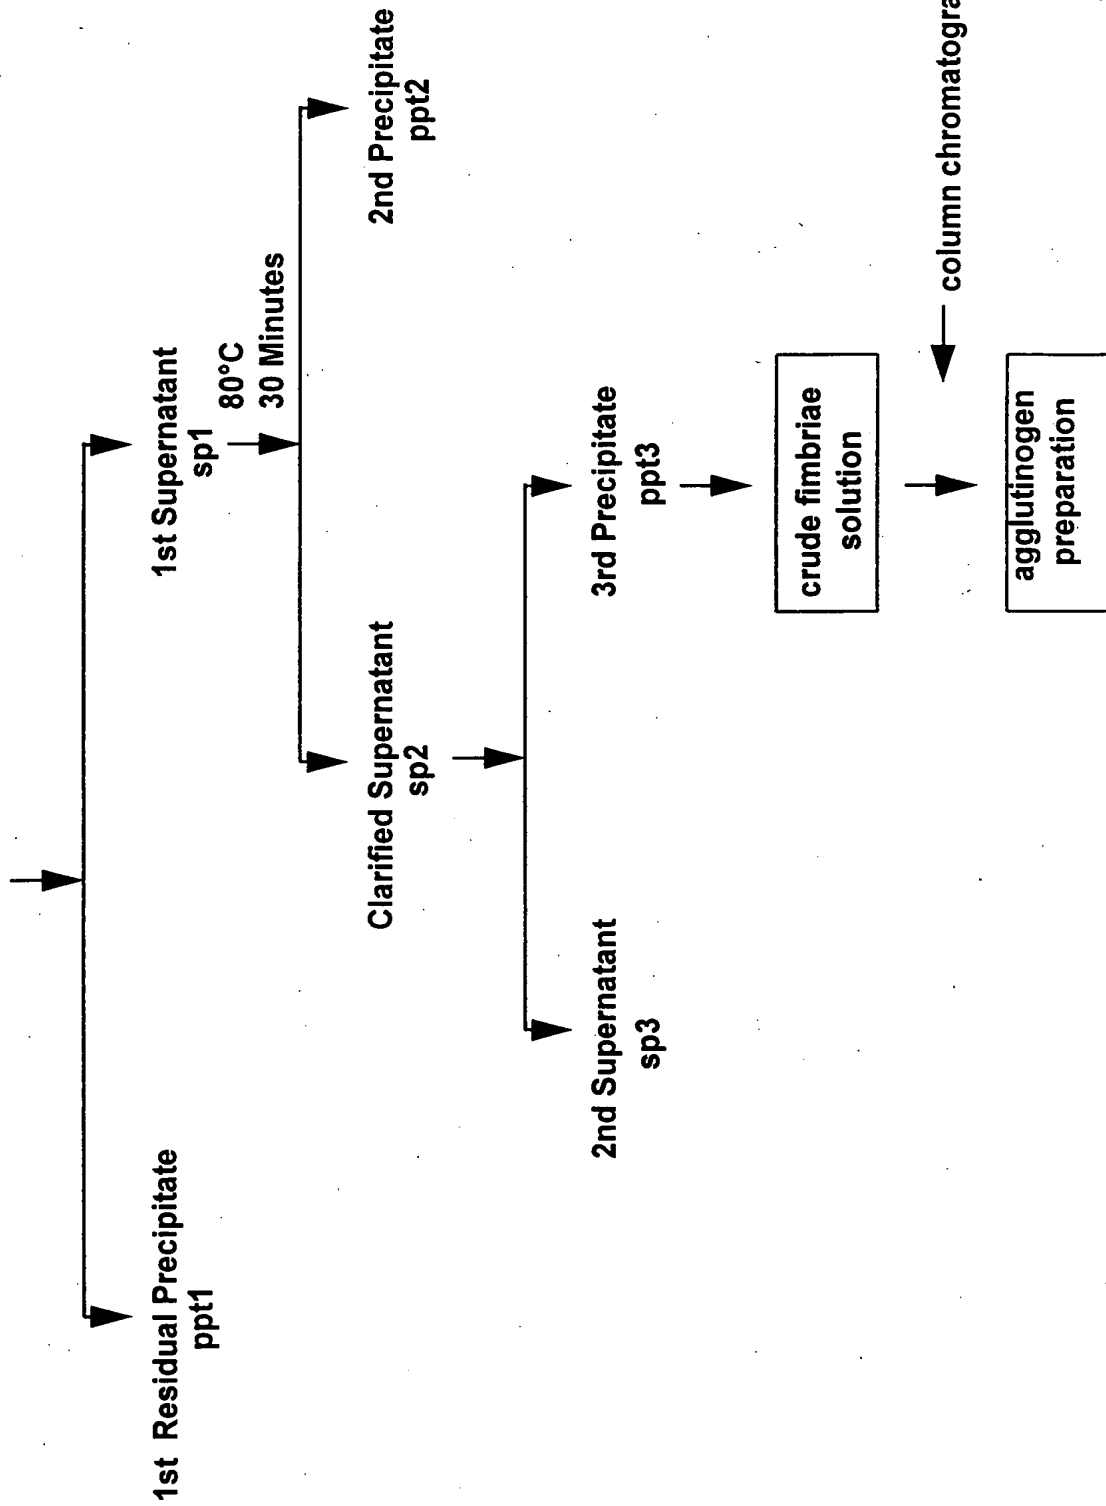 1st Residual Precipitate
ppt1
1st Supernatant
sp1
80°C
30 Minutes
Clarified Supernatant
sp2
2nd Precipitate
ppt2
2nd Supernatant
sp3
3rd Precipitate
ppt3
crude fimbriae
solution
column chromatogra
agglutinogen
preparation